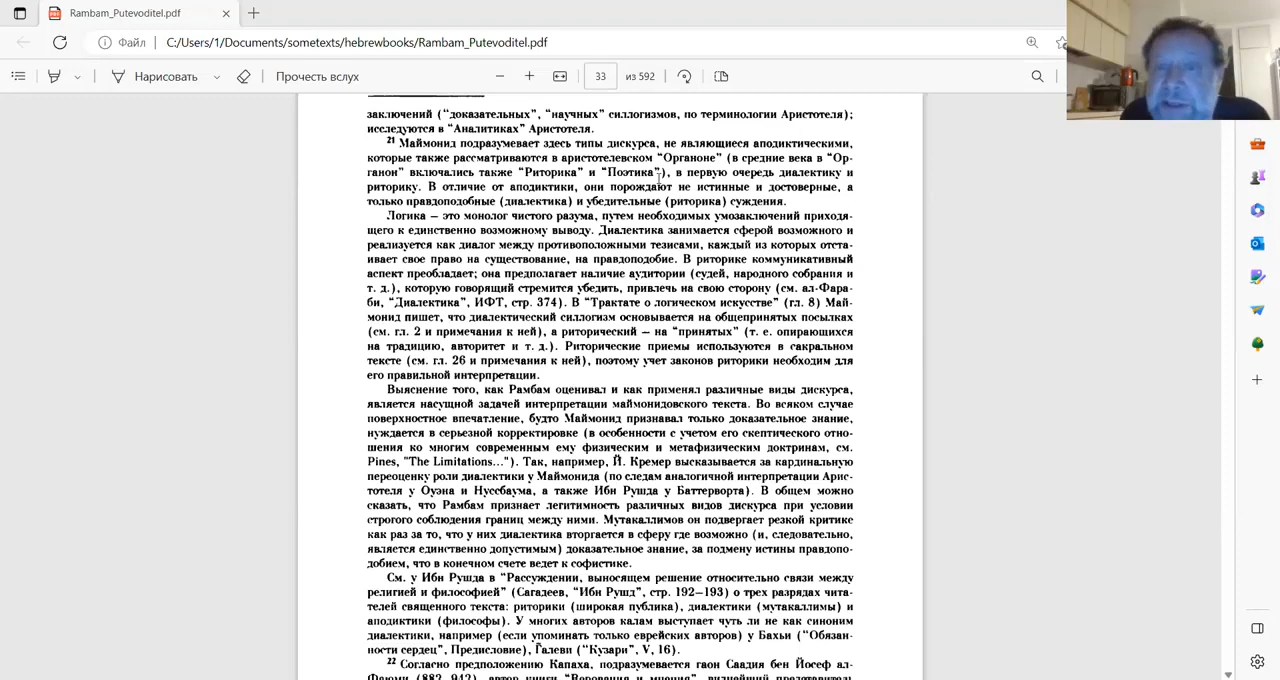 Rambam_Putevoditel.pdf
Файл C:/Users/1/Documents/sometexts/hebrewbooks/Rambam_Putevoditel.pdf
Нарисовать Прочесть вслух 33 из 592
заключений (“доказательных”, “научных” силлогизмов, по терминологии Аристотеля);
исследуются в “Аналитиках” Аристотеля.
21 Маймонид подразумевает здесь типы дискурса, не являющиеся аподиктическими,
которые также рассматриваются в аристотелевском “Органоне” (в средние века в “Ор-
ганон” включались также “Риторика” и “Поэтика”), в первую очередь диалектику и
риторику. В отличие от аподиктики, они порождают не истинные и достоверные, а
только правдоподобные (диалектика) и убедительные (риторика) суждения.
Логика – это монолог чистого разума, путем необходимых умозаключений приходя-
щего к единственно возможному выводу. Диалектика занимается сферой возможного и
реализуется как диалог между противоположными тезисами, каждый из которых отста-
ивает свое право на существование, на правдоподобие. В риторике коммуникативный
аспект преобладает; она предполагает наличие аудитории (судей, народного собрания и
т. д.), которую говорящий стремится убедить, привлечь на свою сторону (см. ал-Фара-
би, “Диалектика”, ИФТ, стр. 374). В “Трактате о логическом искусстве” (гл. 8) Май-
монид пишет, что диалектический силлогизм основывается на общепринятых посылках
(см. гл. 2 и примечания к ней), а риторический – на “принятых” (т. е. опирающихся
на традицию, авторитет и т. д.). Риторические приемы используются в сакральном
тексте (см. гл. 26 и примечания к ней), поэтому учет законов риторики необходим для
его правильной интерпретации.
Выяснение того, как Рамбам оценивал и как применял различные виды дискурса,
является насущной задачей интерпретации маймонидовского текста. Во всяком случае
поверхностное впечатление, будто Маймонид признавал только доказательное знание,
нуждается в серьезной корректировке (в особенности с учетом его скептического отно-
шения ко многим современным ему физическим и метафизическим доктринам, см.
Pines, "The Limitations..."). Так, например, Й. Кремер высказывается за кардинальную
переоценку роли диалектики у Маймонида (по следам аналогичной интерпретации Арис-
тотеля у Оуэна и Нуссбаума, а также Ибн Рушда у Баттерворта). В общем можно
сказать, что Рамбам признает легитимность различных видов дискурса при условии
строгого соблюдения границ между ними. Мутакаллимов он подвергает резкой критике
как раз за то, что у них диалектика вторгается в сферу где возможно (и, следовательно,
является единственно допустимым) доказательное знание, за подмену истины правдопо-
добием, что в конечном счете ведет к софистике.
См. у Ибн Рушда в “Рассуждении, выносящем решение относительно связи между
религией и философией” (Сагадеев, “Ибн Рушд”, стр. 192–193) о трех разрядах чита-
телей священного текста: риторики (широкая публика), диалектики (мутакаллимы) и
аподиктики (философы). У многих авторов калам выступает чуть ли не как синоним
диалектики, например (если упоминать только еврейских авторов) у Бахьи (“Обязан-
ности сердец”, Предисловие), Галеви (“Кузари”, V, 16).
22 Согласно предположению Капаха, подразумевается гаон Саадия бен Йосеф ал-
Фаюми (882–942), автор книги “Верования и мнения”, виднейший представитель